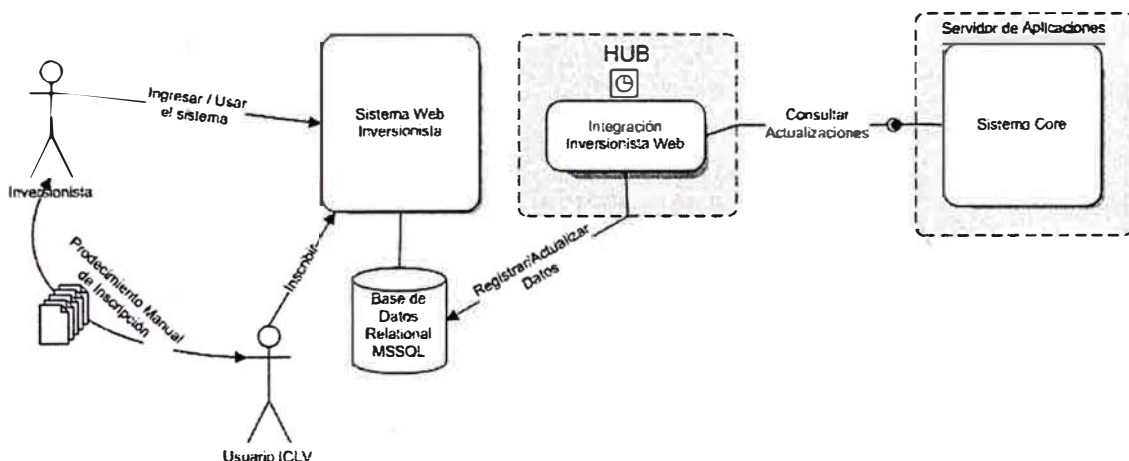 Servidor de Aplicaciones
HUB
Ingresar / Usar
el sistema
Sistema Web
Inversionista
Integración
Inversionista Web
Consultar
Actualizaciones
Sistema Core
Inversionista
Prodecimiento Manual
de Inscripción
Inscribir
Registrar/Actualizar
Datos
Base de
Datos
Relational
MSSQL
Usuario ICLV